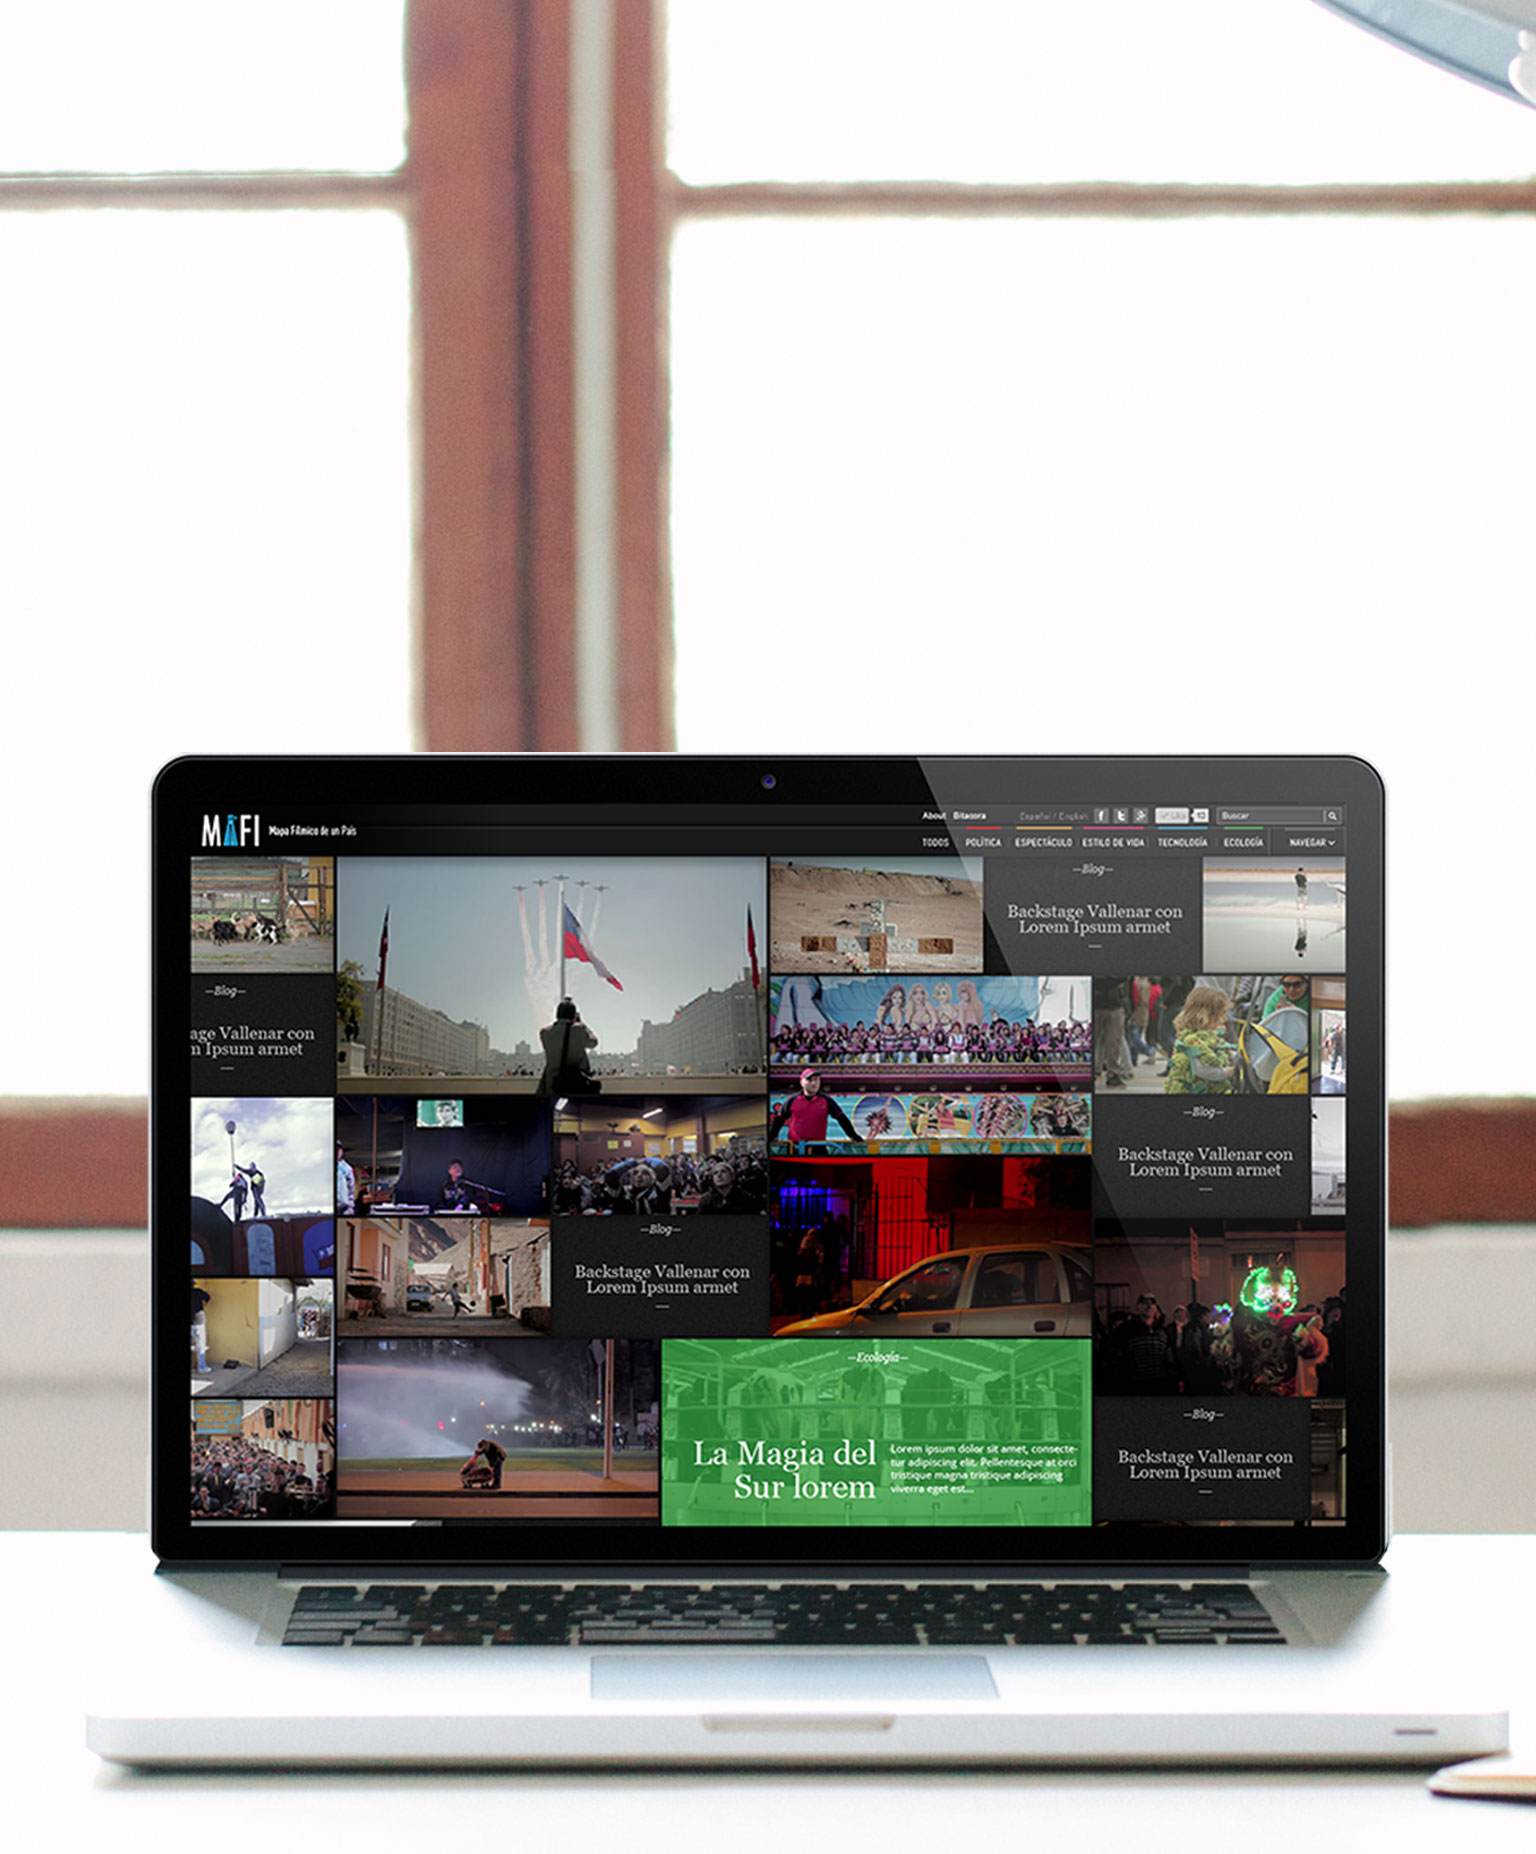 MAFI Mapa Fílmico de un País
About Bitacora Español / English Like Buscar
TODOS POLÍTICA ESPECTÁCULO ESTILO DE VIDA TECNOLOGÍA ECOLOGÍA NAVEGAR
—Blog—
Backstage Vallenar con
Lorem Ipsum armet
—Blog—
age Vallenar con
m Ipsum armet
—Blog—
Backstage Vallenar con
Lorem Ipsum armet
—Blog—
Backstage Vallenar con
Lorem Ipsum armet
—Ecología—
La Magia del
Sur lorem
Lorem ipsum dolor sit amet, consecte-
tur adipiscing elit. Pellentesque at orci
tristique magna tristique adipiscing
viverra eget est...
—Blog—
Backstage Vallenar con
Lorem Ipsum armet